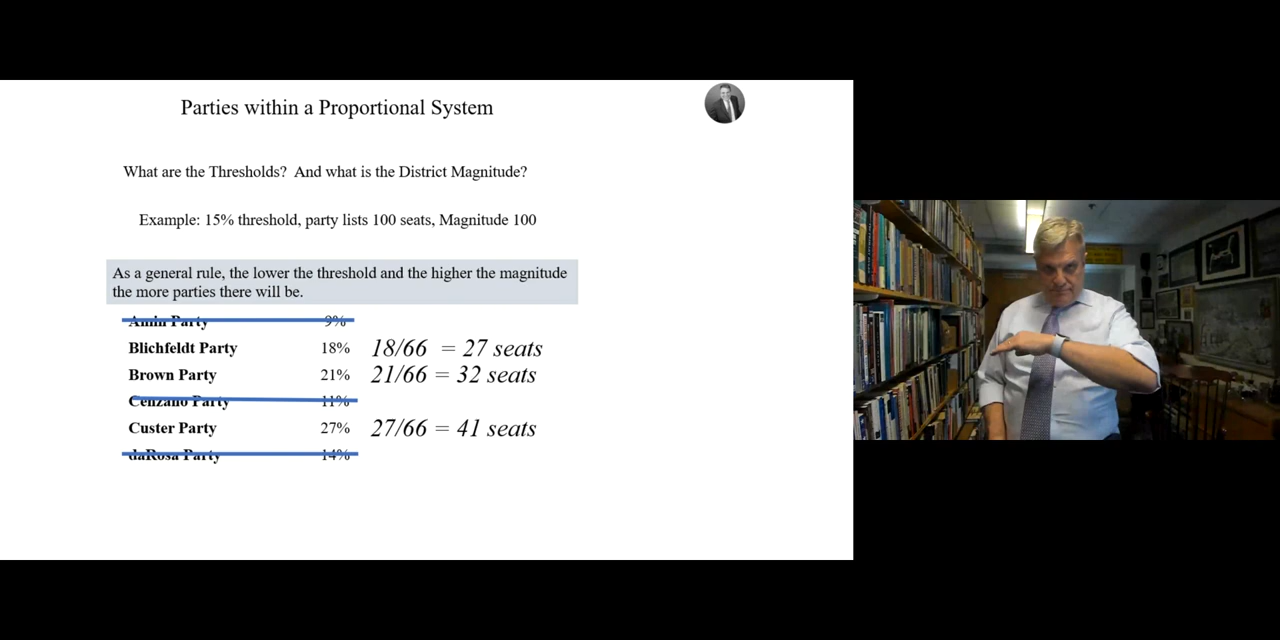 Parties within a Proportional System
What are the Thresholds? And what is the District Magnitude?
Example: 15% threshold, party lists 100 seats, Magnitude 100
As a general rule, the lower the threshold and the higher the magnitude
the more parties there will be.
Amin Party 9%
Blichfeldt Party 18% 18/66 = 27 seats
Brown Party 21% 21/66 = 32 seats
Cenzano Party 11%
Custer Party 27% 27/66 = 41 seats
daRosa Party 14%